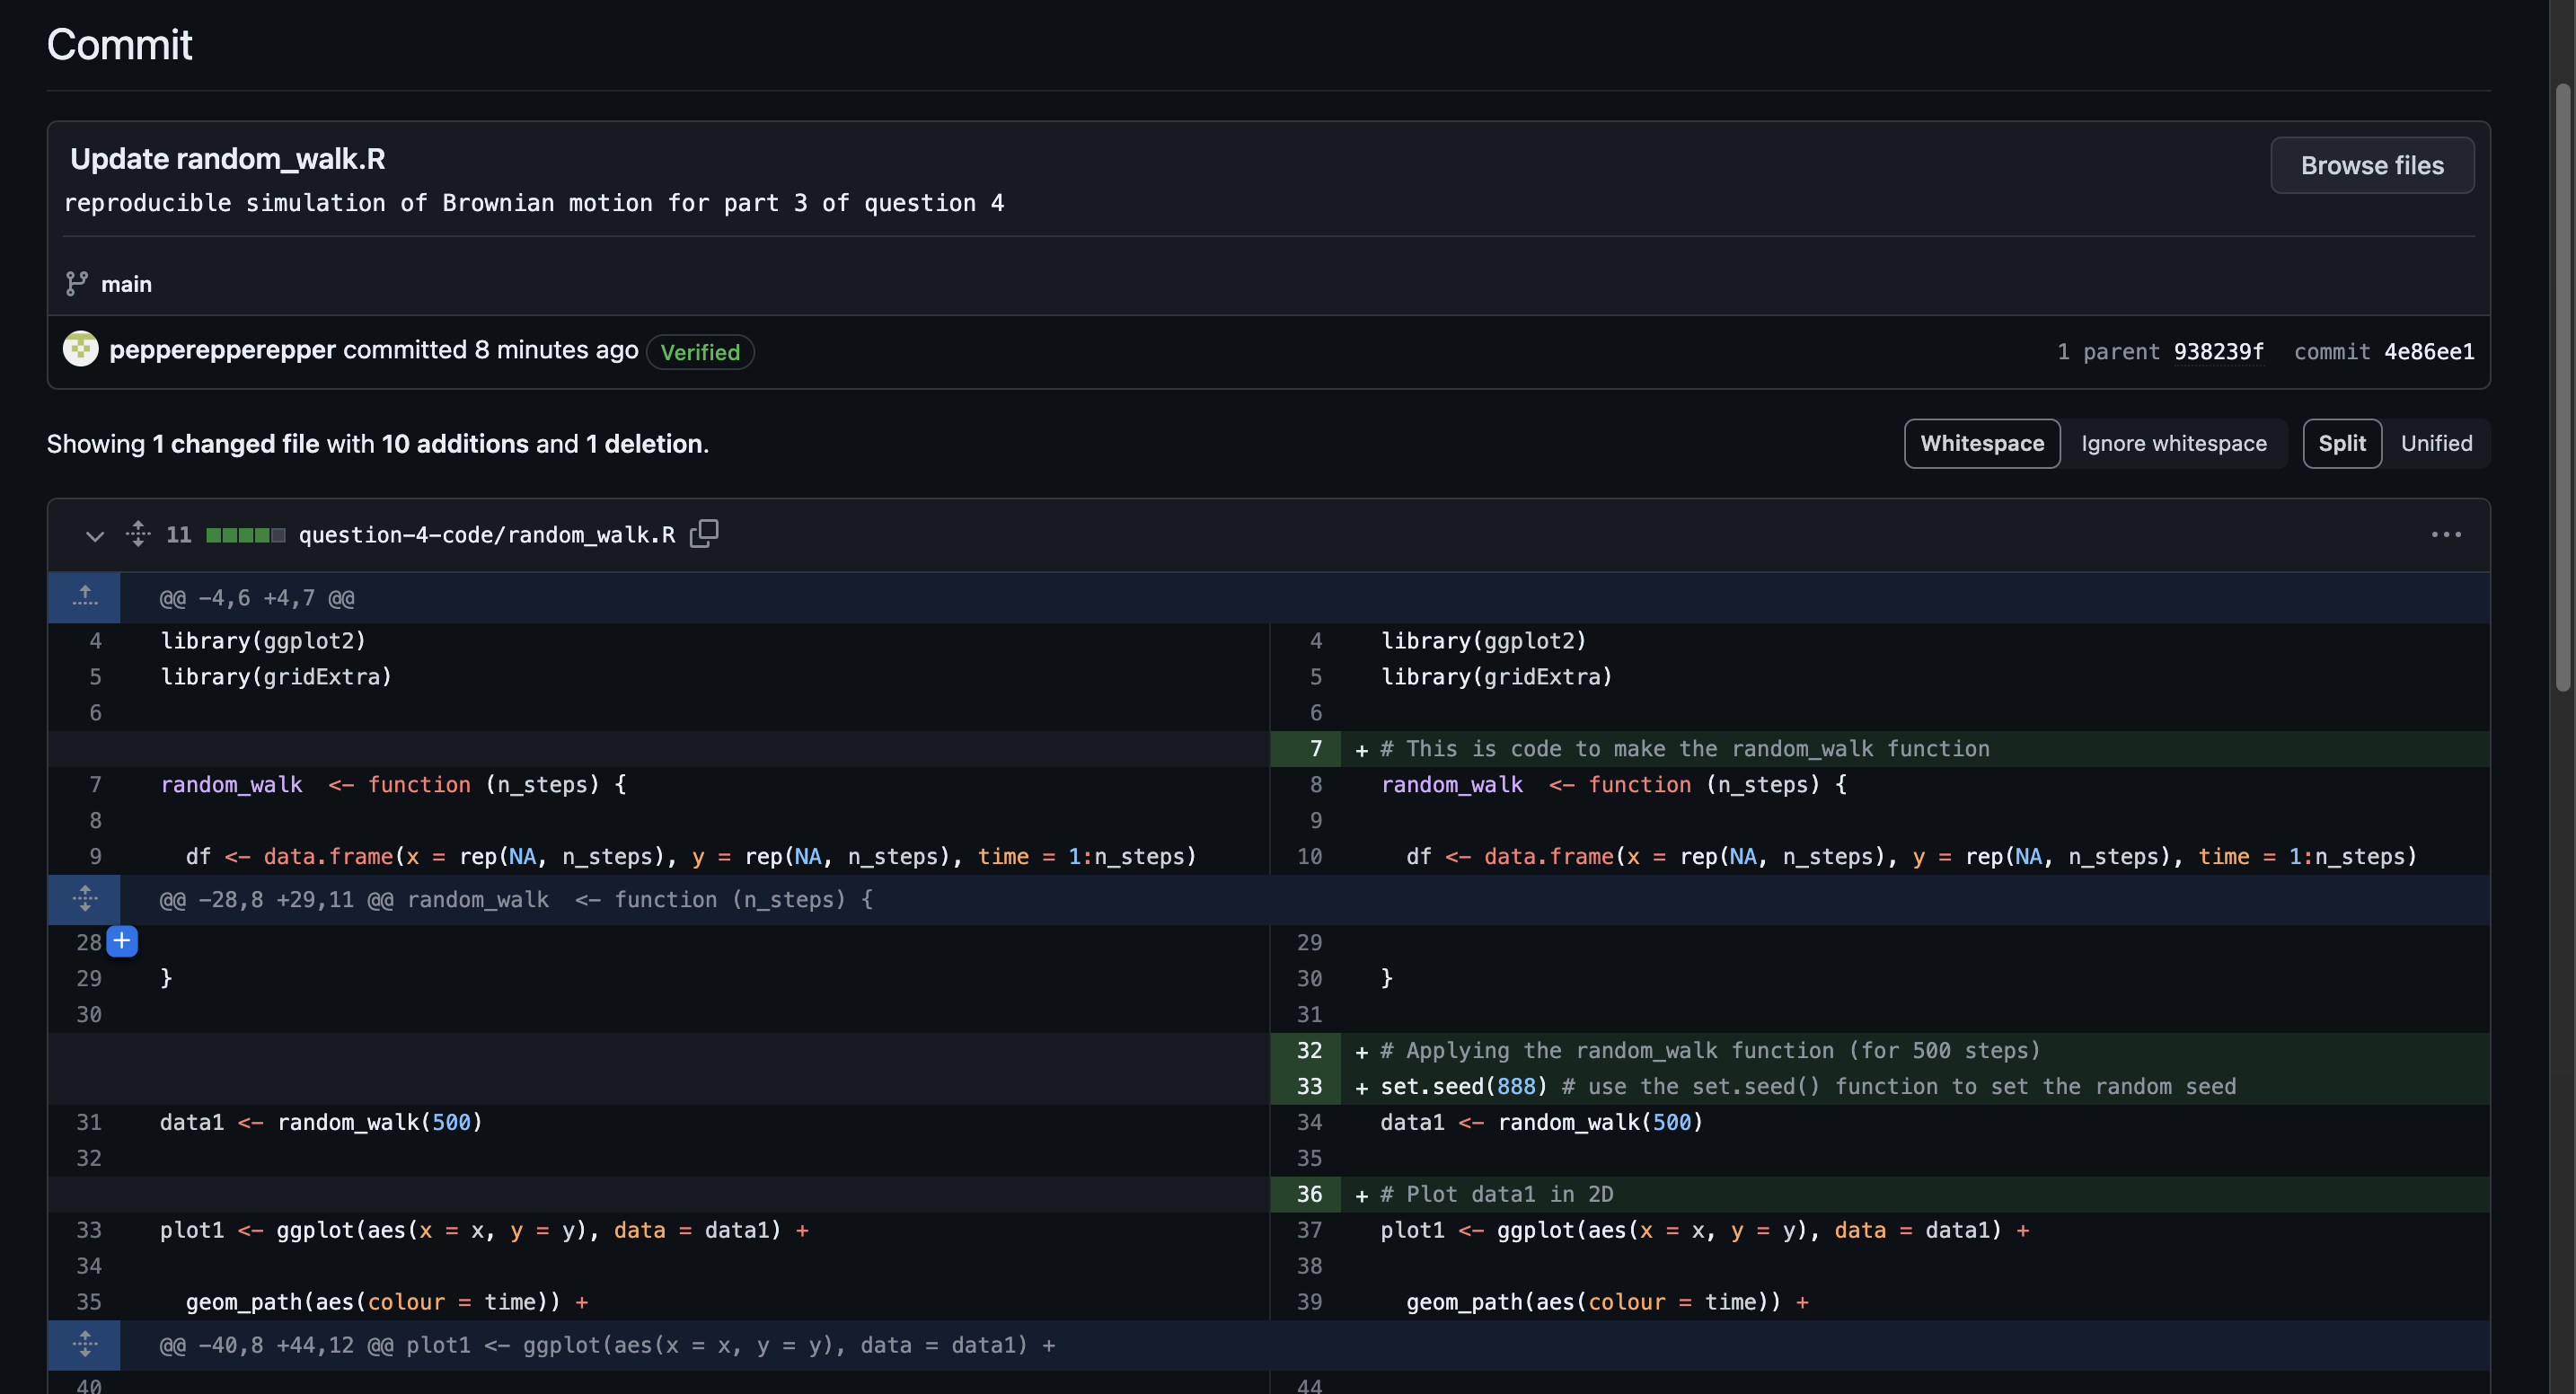 Commit
Update random_walk.R
Browse files
reproducible simulation of Brownian motion for part 3 of question 4
main
pepperepperepper committed 8 minutes ago Verified
1 parent 938239f commit 4e86ee1
Showing 1 changed file with 10 additions and 1 deletion.
Whitespace Ignore whitespace Split Unified
11 question-4-code/random_walk.R
@@ -4,6 +4,7 @@
4 library(ggplot2) 4 library(ggplot2)
5 library(gridExtra) 5 library(gridExtra)
6 6
7 + # This is code to make the random_walk function
7 random_walk <- function (n_steps) { 8 random_walk <- function (n_steps) {
8 9
9 df <- data.frame(x = rep(NA, n_steps), y = rep(NA, n_steps), time = 1:n_steps) 10 df <- data.frame(x = rep(NA, n_steps), y = rep(NA, n_steps), time = 1:n_steps)
@@ -28,8 +29,11 @@ random_walk <- function (n_steps) {
28 29
29 } 30 }
30 31
32 + # Applying the random_walk function (for 500 steps)
33 + set.seed(888) # use the set.seed() function to set the random seed
31 data1 <- random_walk(500) 34 data1 <- random_walk(500)
32 35
36 + # Plot data1 in 2D
33 plot1 <- ggplot(aes(x = x, y = y), data = data1) + 37 plot1 <- ggplot(aes(x = x, y = y), data = data1) +
34 38
35 geom_path(aes(colour = time)) + 39 geom_path(aes(colour = time)) +
@@ -40,8 +44,12 @@ plot1 <- ggplot(aes(x = x, y = y), data = data1) +
40 44